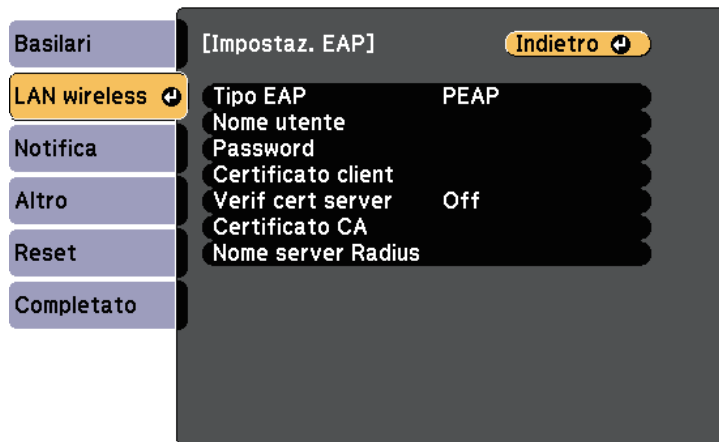 Basilari
LAN wireless
Notifica
Altro
Reset
Completato
[Impostaz. EAP]
Indietro
Tipo EAP PEAP
Nome utente
Password
Certificato client
Verif cert server Off
Certificato CA
Nome server Radius